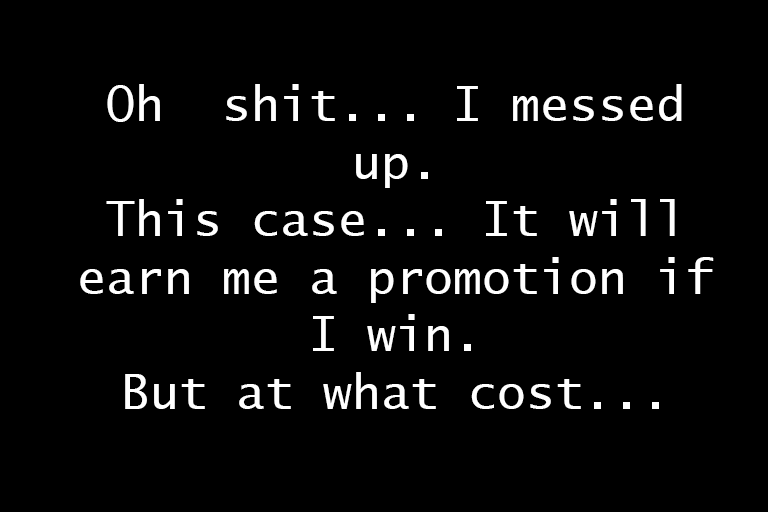 Oh  shit... I messed
up.
This case... It will
earn me a promotion if
I win.
But at what cost...